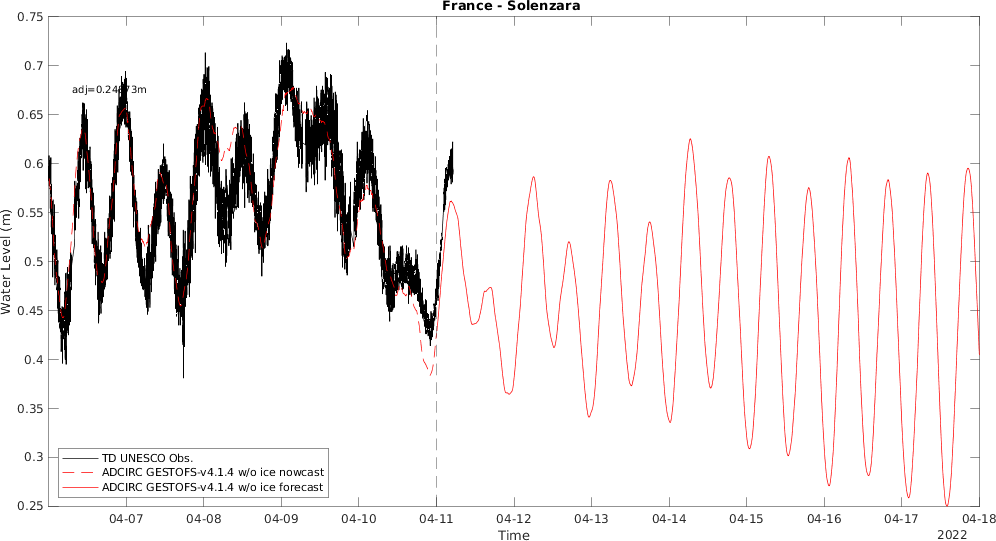 France - Solenzara
0.75
0.7
0.65
0.6
0.55
0.5
0.45
0.4
0.35
0.3
0.25
Water Level (m)
TD UNESCO Obs.
ADCIRC GESTOFS-v4.1.4 w/o ice nowcast
ADCIRC GESTOFS-v4.1.4 w/o ice forecast
04-07 04-08 04-09 04-10 04-11 04-12 04-13 04-14 04-15 04-16 04-17 04-18
Time
2022